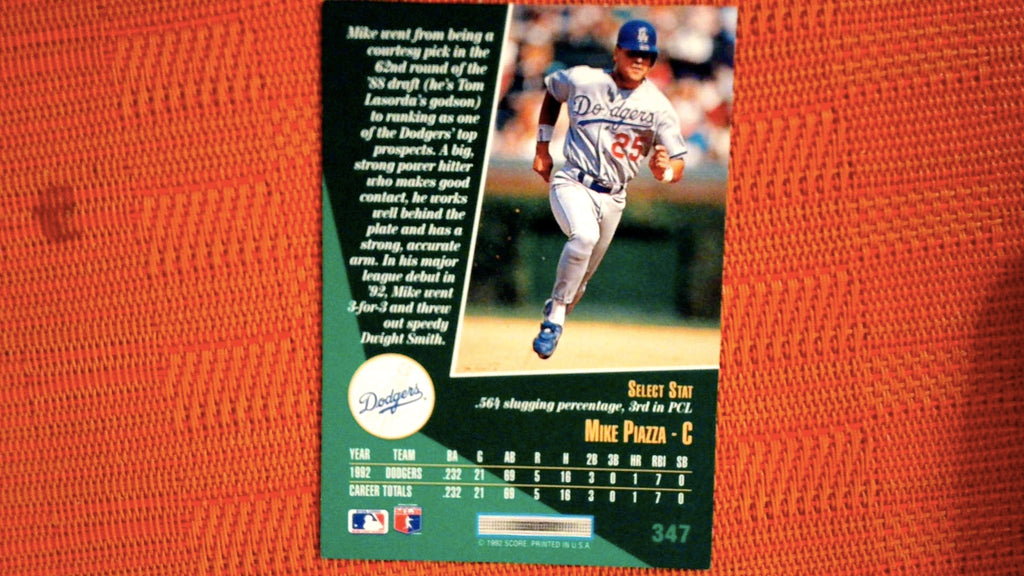 Mike went from being a
courtesy pick in the
62nd round of the
'88 draft (he's Tom
Lasorda's godson)
to ranking as one
of the Dodgers' top
prospects. A big,
strong power hitter
who makes good
contact, he works
well behind the
plate and has a
strong, accurate
arm. In his major
league debut in
'92, Mike went
3-for-3 and threw
out speedy
Dwight Smith.
LA
Dodgers
25
Dodgers
SELECT STAT
.564 slugging percentage, 3rd in PCL
MIKE PIAZZA - C
YEAR TEAM BA G AB R H 2B 3B HR RBI SB
1992 DODGERS .232 21 69 5 16 3 0 1 7 0
CAREER TOTALS .232 21 69 5 16 3 0 1 7 0
347
© 1992 SCORE, PRINTED IN U.S.A.